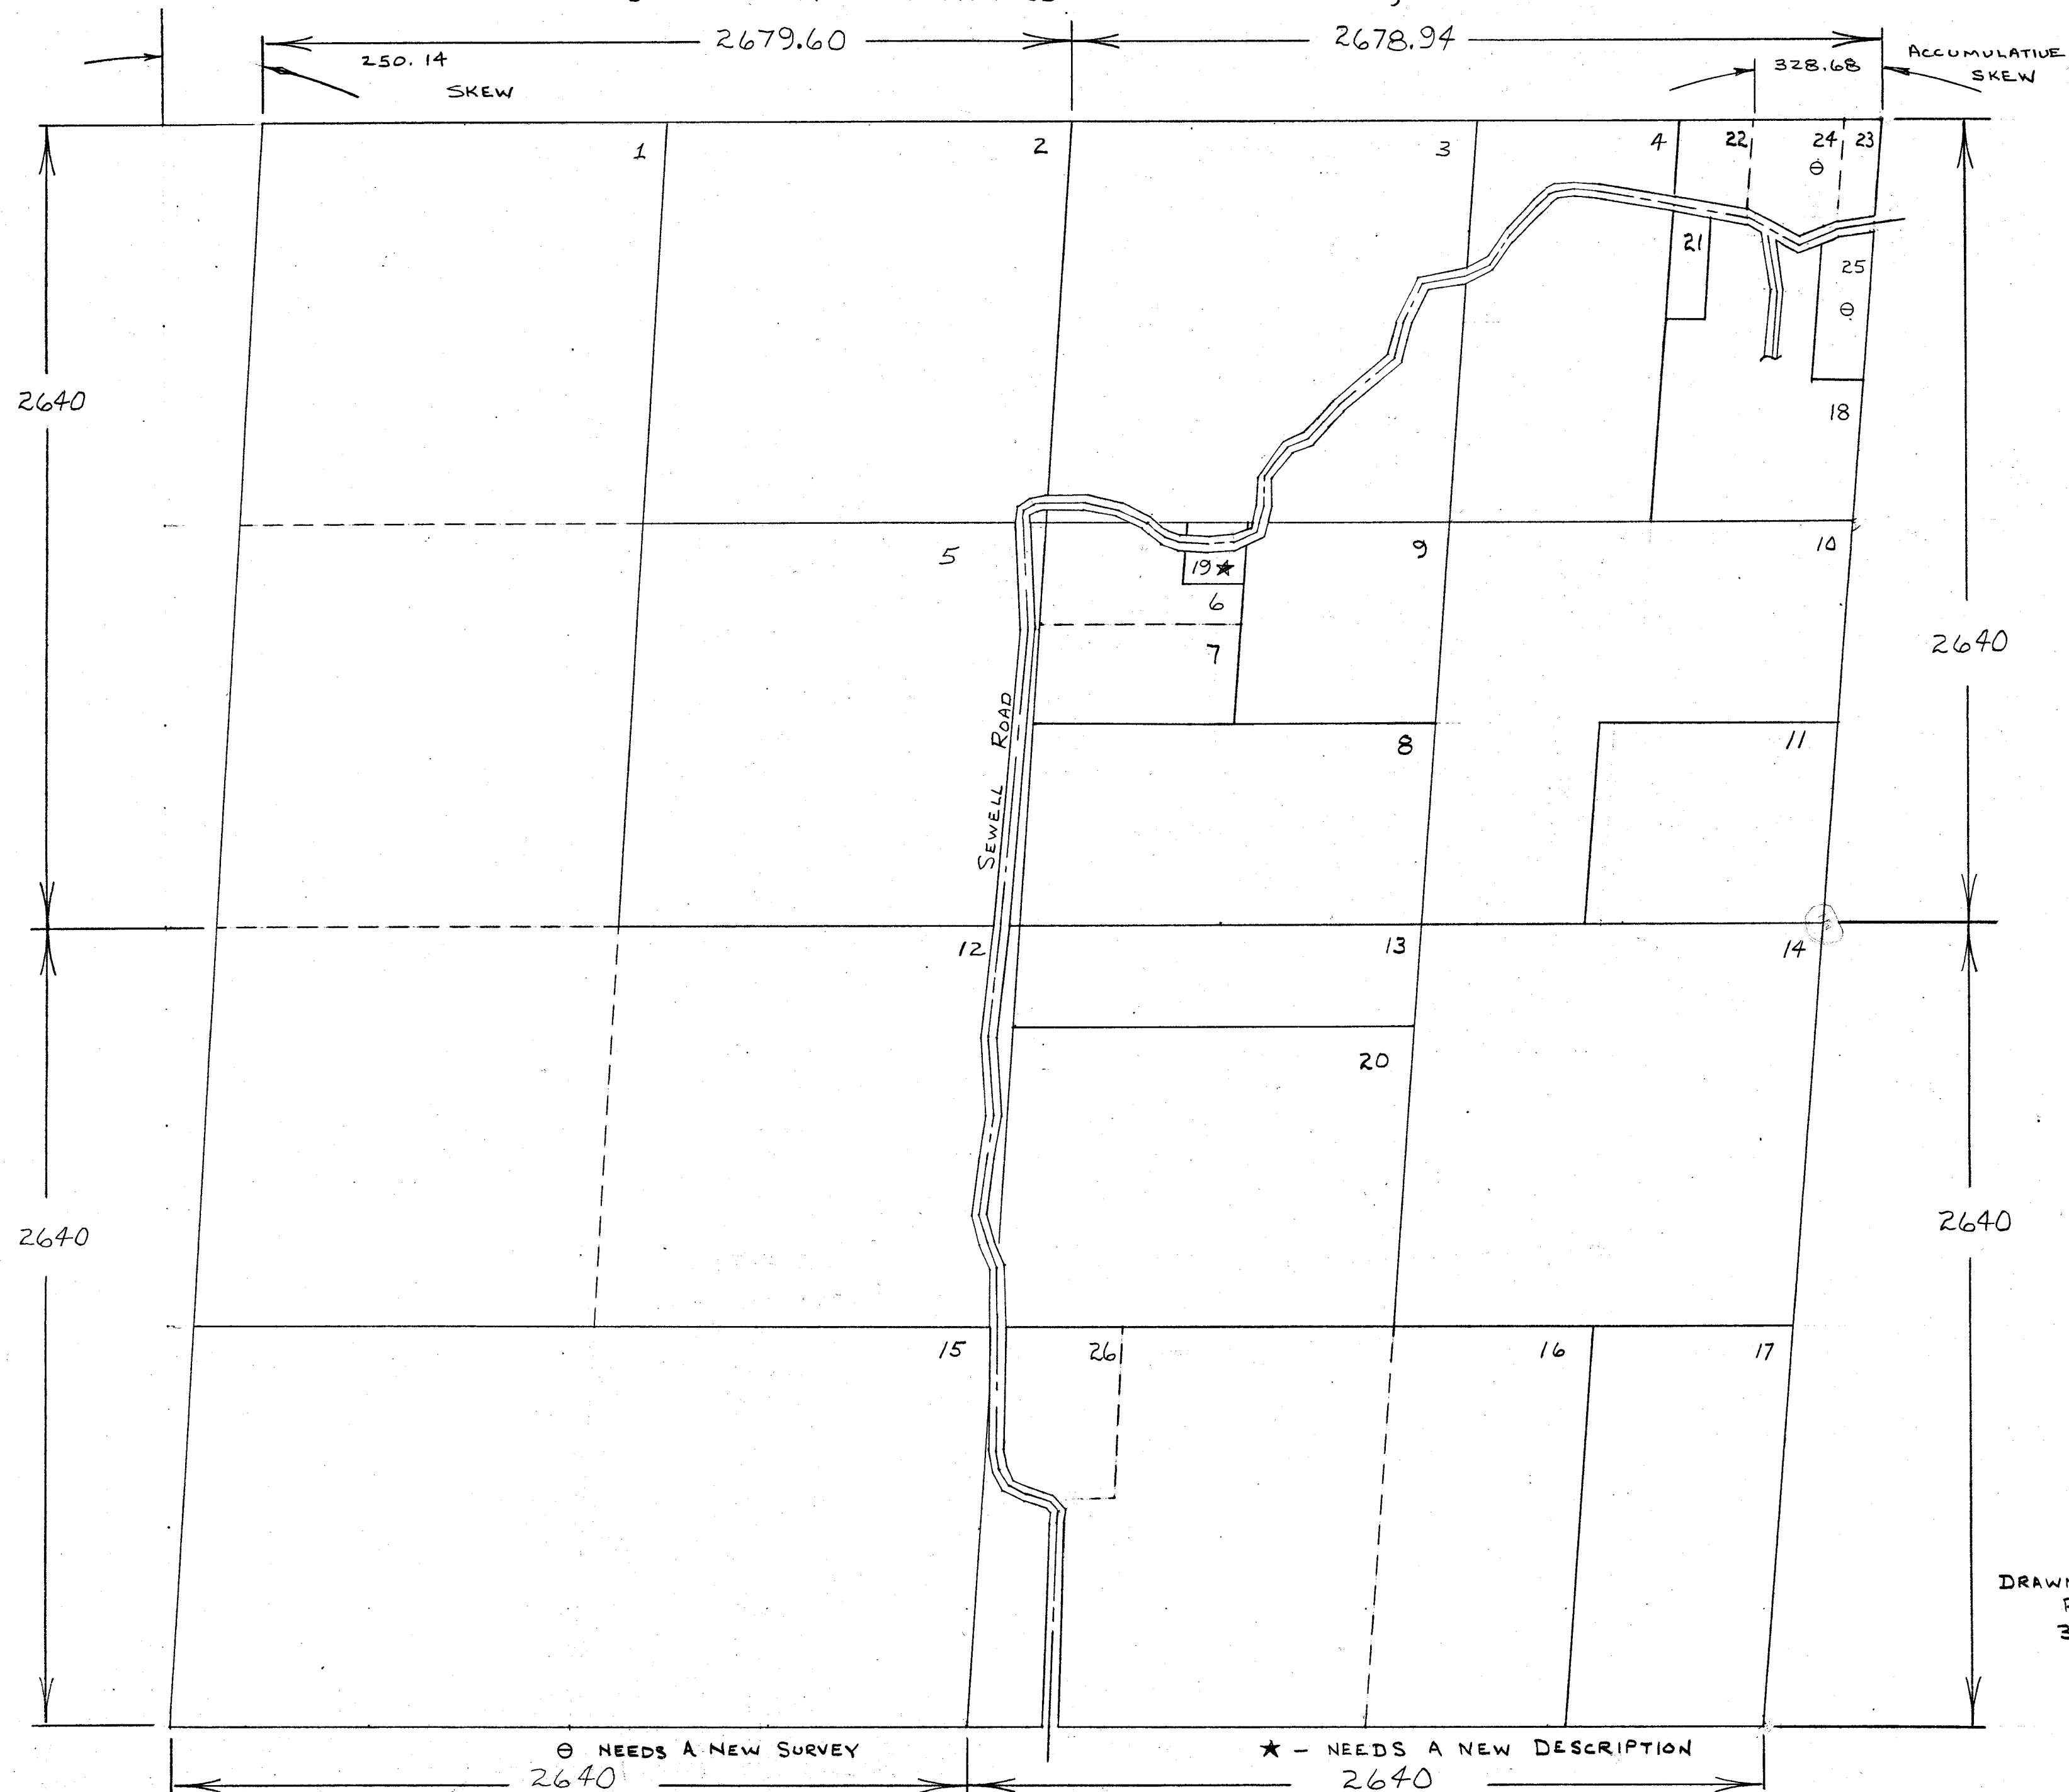 2679.60 2678.94
250.14 328.68 ACCUMULATIVE
SKEW SKEW
1 2 3 4 22 24 23
⊖
21
25
⊖
2640
18
5 9 10
19★
6
2640
7
8 11
SEWELL ROAD
12 13 14
20
2640 2640
15 26 16 17
3
⊖ NEEDS A NEW SURVEY ★ - NEEDS A NEW DESCRIPTION
2640 2640